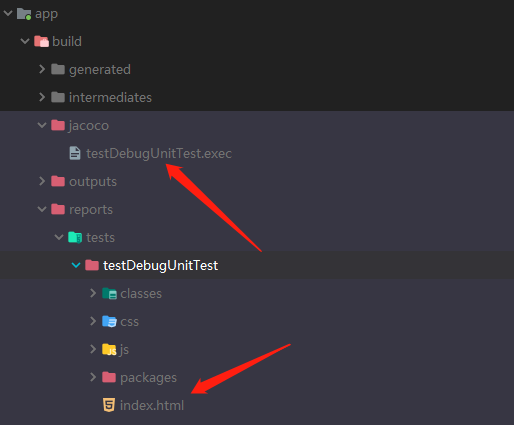 app
build
generated
intermediates
jacoco
testDebugUnitTest.exec
outputs
reports
tests
testDebugUnitTest
classes
css
js
packages
index.html